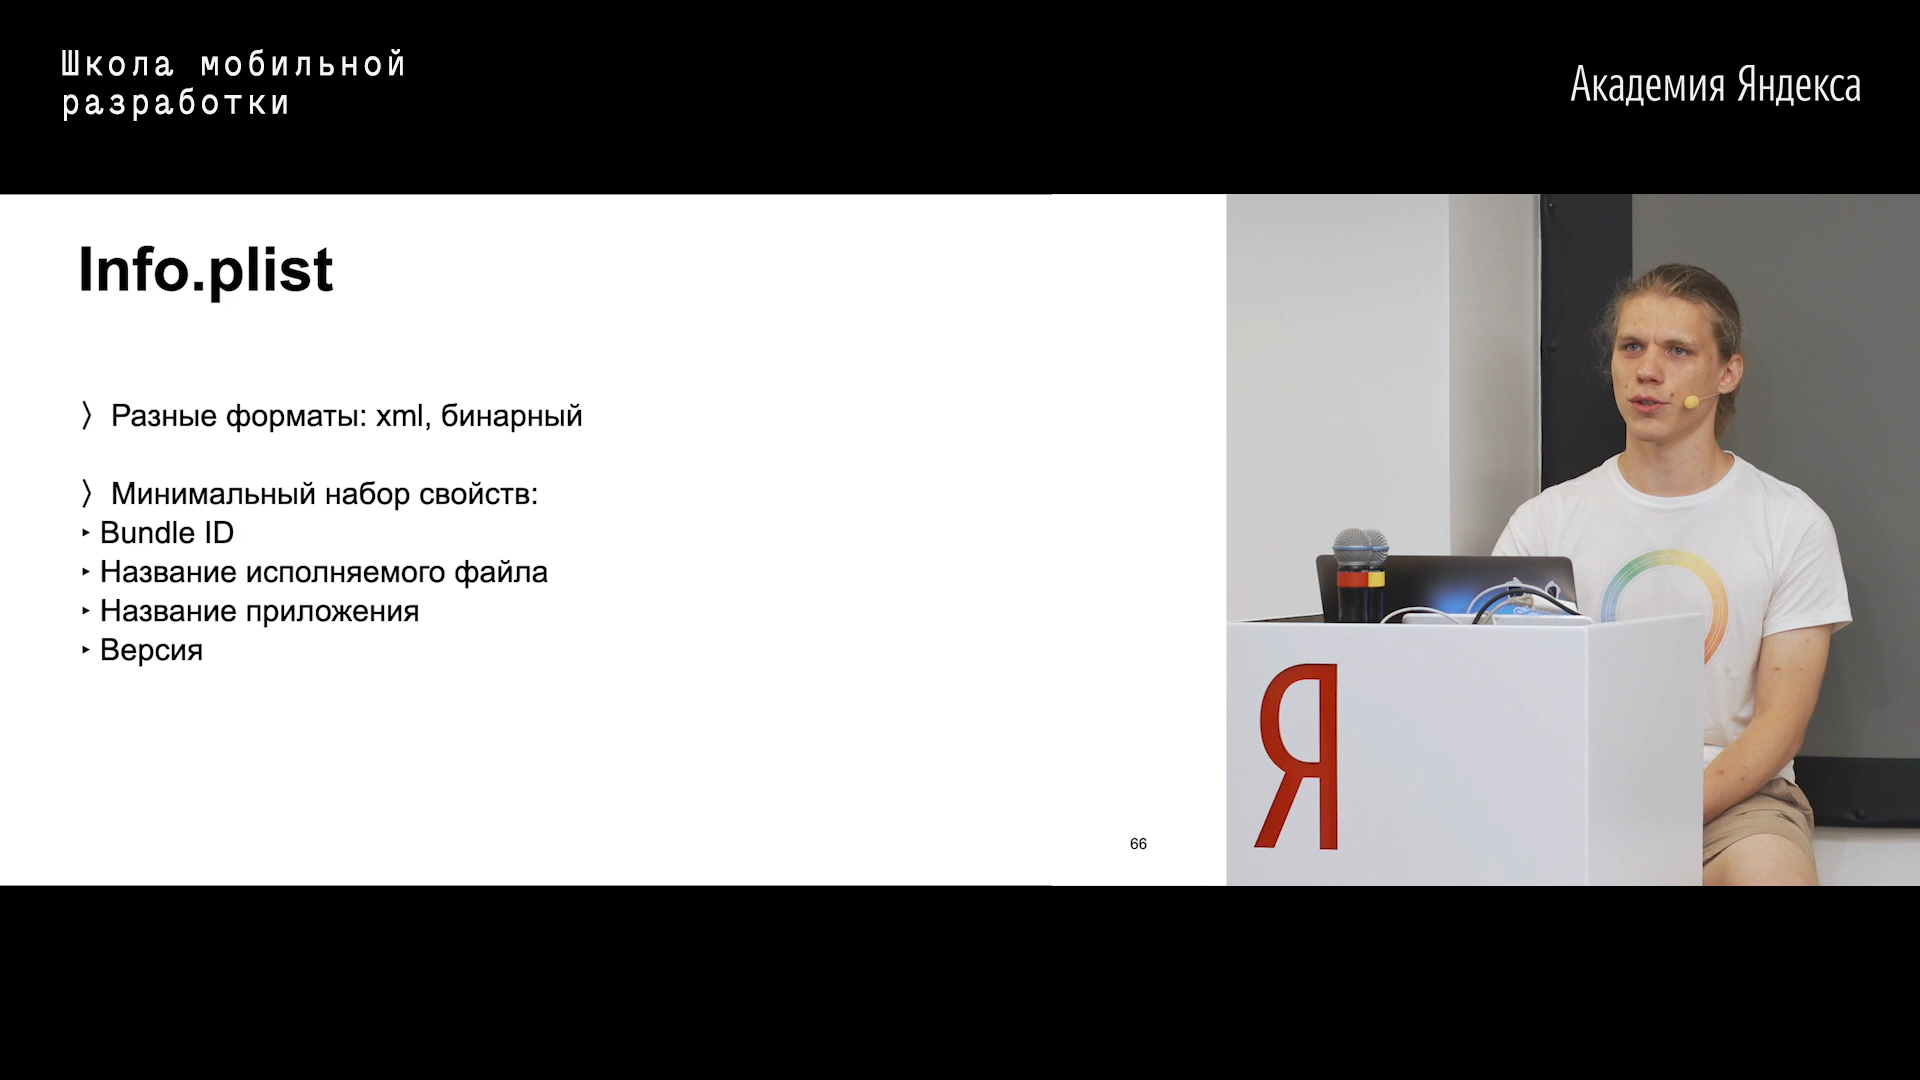 Школа мобильной
разработки
Академия Яндекса
Info.plist
〉Разные форматы: xml, бинарный
〉Минимальный набор свойств:
‣ Bundle ID
‣ Название исполняемого файла
‣ Название приложения
‣ Версия
66
Я